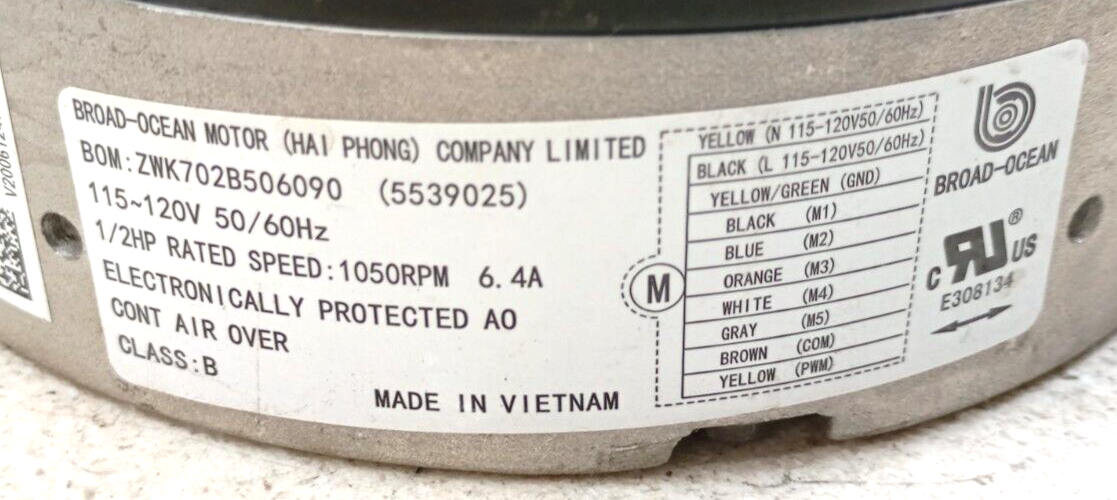 BROAD-OCEAN MOTOR (HAI PHONG) COMPANY LIMITED
BOM:ZWK702B506090 (5539025)
115~120V 50/60Hz
1/2HP RATED SPEED:1050RPM 6.4A
ELECTRONICALLY PROTECTED AO
CONT AIR OVER
CLASS:B
MADE IN VIETNAM
M
YELLOW (N 115-120V50/60Hz)
BLACK (L 115-120V50/60Hz)
YELLOW/GREEN (GND)
BLACK (M1)
BLUE (M2)
ORANGE (M3)
WHITE (M4)
GRAY (M5)
BROWN (COM)
YELLOW (PWM)
BROAD-OCEAN
C RU® US
E308134